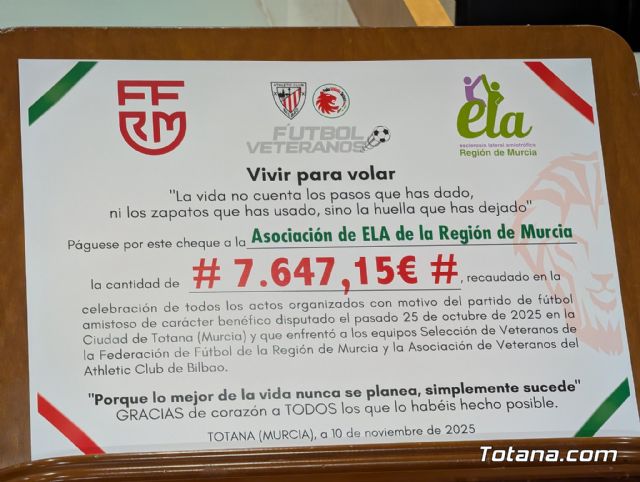 FF
RM
ATHLETIC CLUB
FUTBOL
VETERANOS
ela
esclerosis lateral amiotrófica
Región de Murcia
Vivir para volar
"La vida no cuenta los pasos que has dado,
ni los zapatos que has usado, sino la huella que has dejado"
Páguese por este cheque a la Asociación de ELA de la Región de Murcia
la cantidad de # 7.647,15€ #, recaudado en la
celebración de todos los actos organizados con motivo del partido de fútbol
amistoso de carácter benéfico disputado el pasado 25 de octubre de 2025 en la
Ciudad de Totana (Murcia) y que enfrentó a los equipos Selección de Veteranos de
la Federación de Fútbol de la Región de Murcia y la Asociación de Veteranos del
Athletic Club de Bilbao.
"Porque lo mejor de la vida nunca se planea, simplemente sucede"
GRACIAS de corazón a TODOS los que lo habéis hecho posible.
TOTANA (MURCIA), a 10 de noviembre de 2025
Totana.com